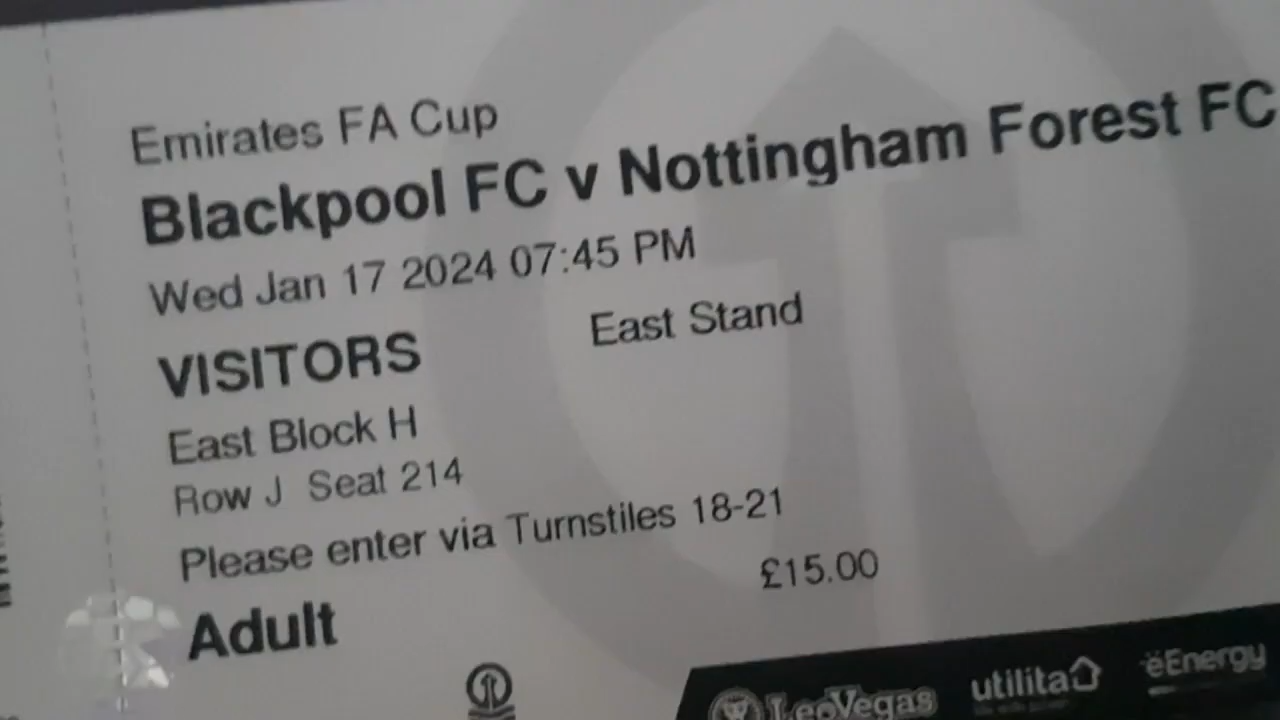 Emirates FA Cup
Blackpool FC v Nottingham Forest FC
Wed Jan 17 2024 07:45 PM
VISITORS East Stand
East Block H
Row J Seat 214
Please enter via Turnstiles 18-21
£15.00
Adult
LeoVegas utilita eEnergy